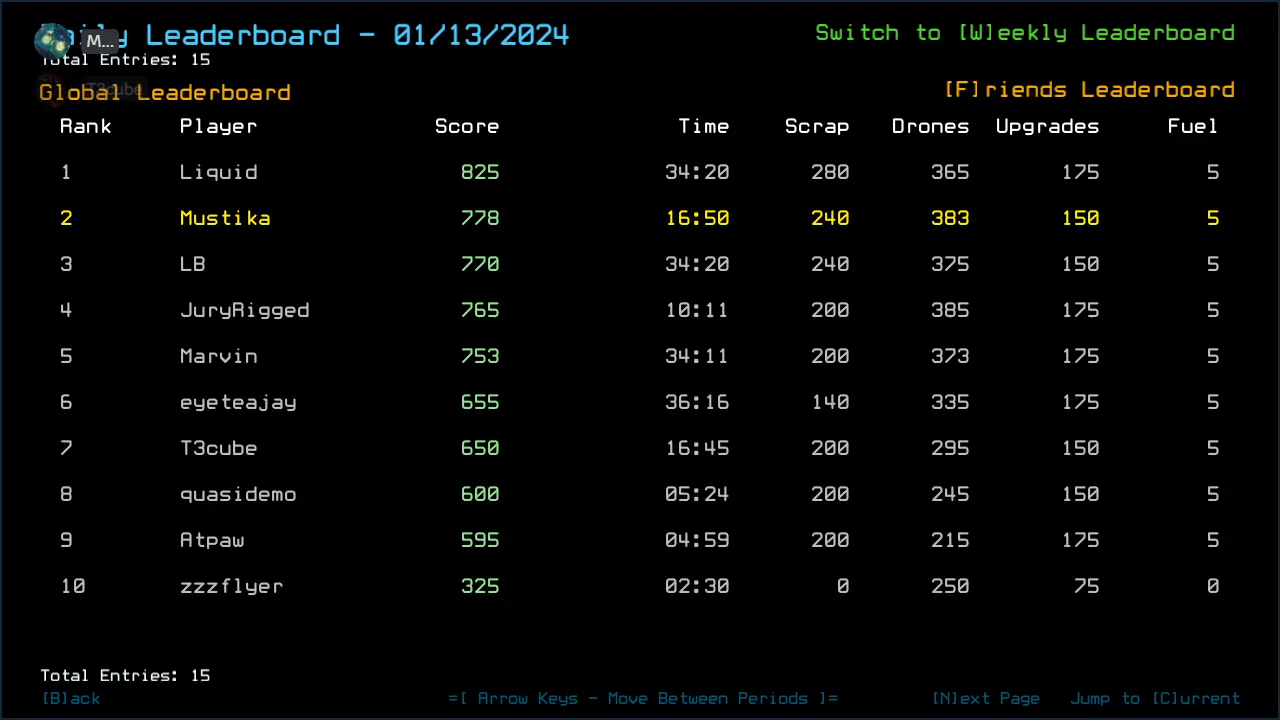 Daily Leaderboard - 01/13/2024
Switch to [W]eekly Leaderboard
M...
Total Entries: 15
T3cube
Global Leaderboard
[F]riends Leaderboard
Rank Player Score Time Scrap Drones Upgrades Fuel
1 Liquid 825 34:20 280 365 175 5
2 Mustika 778 16:50 240 383 150 5
3 LB 770 34:20 240 375 150 5
4 JuryRigged 765 10:11 200 385 175 5
5 Marvin 753 34:11 200 373 175 5
6 eyeteajay 655 36:16 140 335 175 5
7 T3cube 650 16:45 200 295 150 5
8 quasidemo 600 05:24 200 245 150 5
9 Atpaw 595 04:59 200 215 175 5
10 zzzflyer 325 02:30 0 250 75 0
Total Entries: 15
[B]ack =[ Arrow Keys - Move Between Periods ]= [N]ext Page Jump to [C]urrent